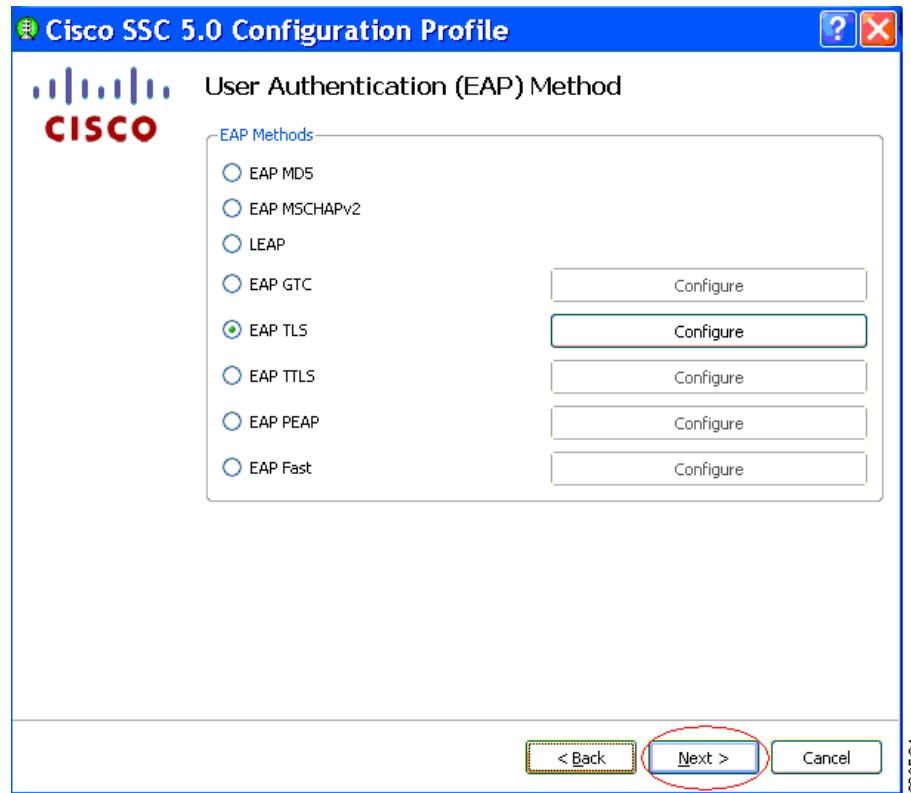 Cisco SSC 5.0 Configuration Profile
?
CISCO
User Authentication (EAP) Method
EAP Methods
EAP MD5
EAP MSCHAPv2
LEAP
EAP GTC Configure
EAP TLS Configure
EAP TTLS Configure
EAP PEAP Configure
EAP Fast Configure
< Back Next > Cancel